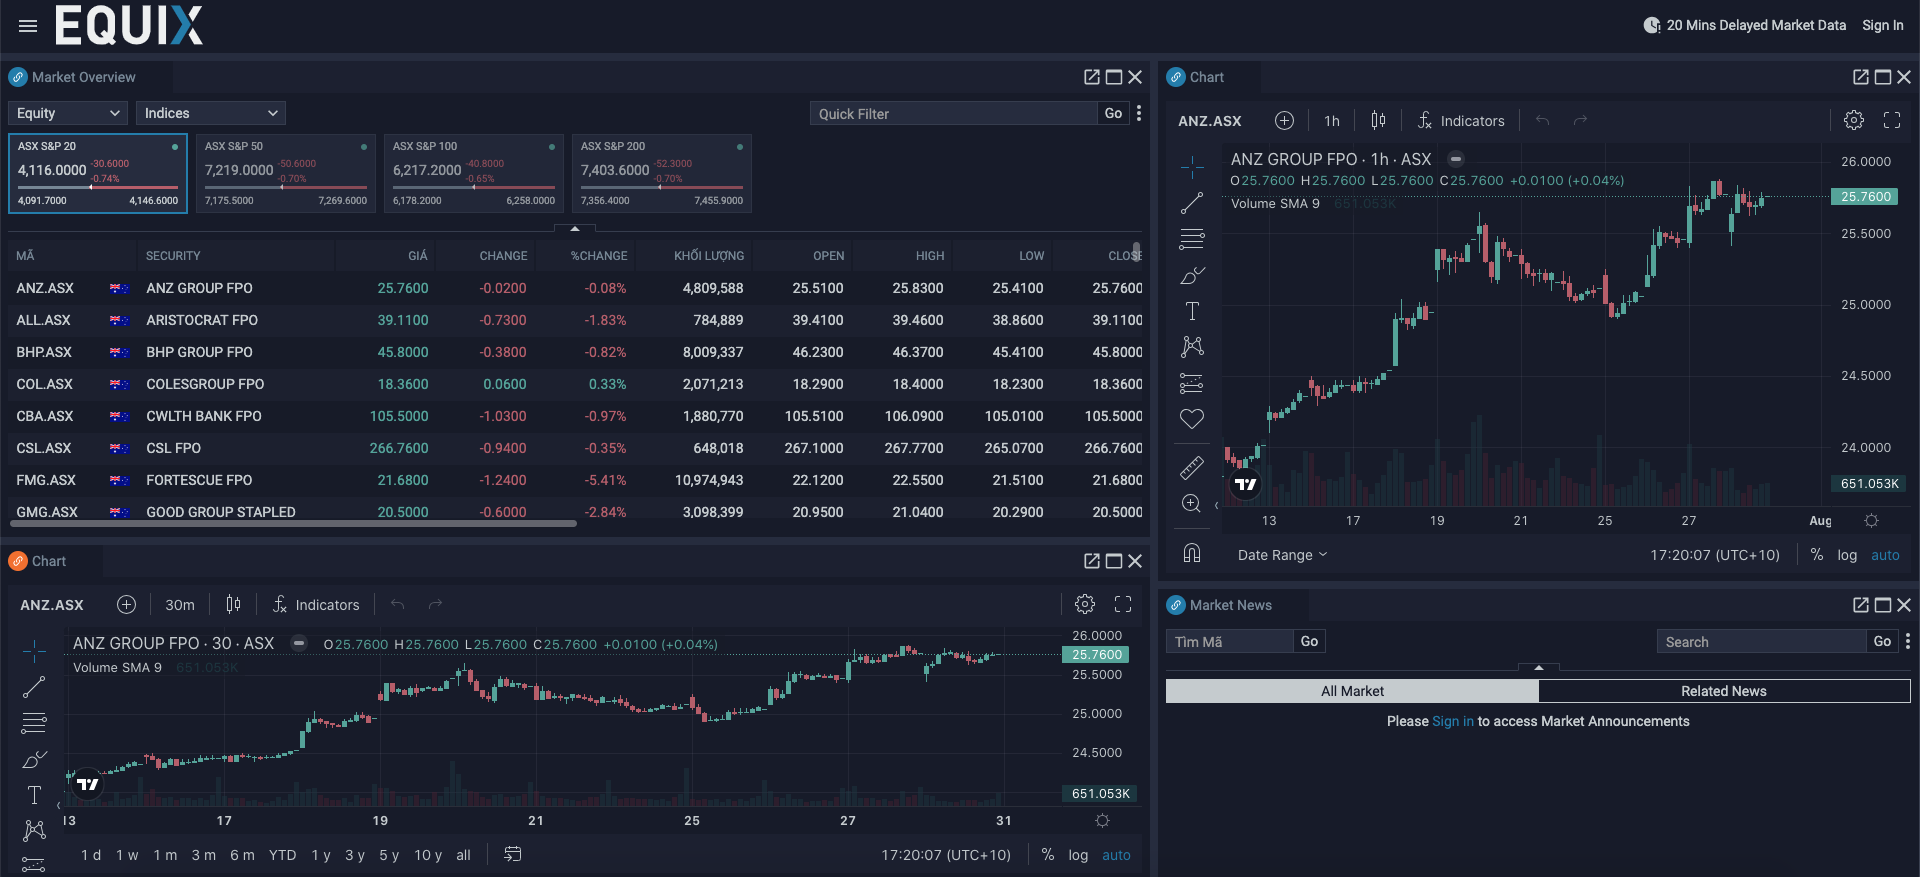 EQUIX
20 Mins Delayed Market Data Sign In
Market Overview
Equity Indices Quick Filter Go
ASX S&P 20
4,116.0000 -30.6000 -0.74%
4,091.7000 4,146.6000
ASX S&P 50
7,219.0000 -50.6000 -0.70%
7,175.5000 7,269.6000
ASX S&P 100
6,217.2000 -40.8000 -0.65%
6,178.2000 6,258.0000
ASX S&P 200
7,403.6000 -52.3000 -0.70%
7,356.4000 7,455.9000
MÃ SECURITY GIÁ CHANGE %CHANGE KHỐI LƯỢNG OPEN HIGH LOW CLOSE
ANZ.ASX ANZ GROUP FPO 25.7600 -0.0200 -0.08% 4,809,588 25.5100 25.8300 25.4100 25.7600
ALL.ASX ARISTOCRAT FPO 39.1100 -0.7300 -1.83% 784,889 39.4100 39.4600 38.8600 39.1100
BHP.ASX BHP GROUP FPO 45.8000 -0.3800 -0.82% 8,009,337 46.2300 46.3700 45.4100 45.8000
COL.ASX COLESGROUP FPO 18.3600 0.0600 0.33% 2,071,213 18.2900 18.4000 18.2300 18.3600
CBA.ASX CWLTH BANK FPO 105.5000 -1.0300 -0.97% 1,880,770 105.5100 106.0900 105.0100 105.5000
CSL.ASX CSL FPO 266.7600 -0.9400 -0.35% 648,018 267.1000 267.7700 265.0700 266.7600
FMG.ASX FORTESCUE FPO 21.6800 -1.2400 -5.41% 10,974,943 22.1200 22.5500 21.5100 21.6800
GMG.ASX GOOD GROUP STAPLED 20.5000 -0.6000 -2.84% 3,098,399 20.9500 21.0400 20.2900 20.5000
Chart
ANZ.ASX 30m Indicators
ANZ GROUP FPO · 30 · ASX O25.7600 H25.7600 L25.7600 C25.7600 +0.0100 (+0.04%)
Volume SMA 9 651.053K
26.0000
25.7600
25.5000
25.0000
24.5000
651.053K
13 17 19 21 25 27 31
1 d 1 w 1 m 3 m 6 m YTD 1 y 3 y 5 y 10 y all 17:20:07 (UTC+10) % log auto
Chart
ANZ.ASX 1h Indicators
ANZ GROUP FPO · 1h · ASX
O25.7600 H25.7600 L25.7600 C25.7600 +0.0100 (+0.04%)
Volume SMA 9 651.053K
26.0000
25.7600
25.5000
25.0000
24.5000
24.0000
651.053K
13 17 19 21 25 27 Aug
Date Range 17:20:07 (UTC+10) % log auto
Market News
Tìm Mã Go Search Go
All Market Related News
Please Sign in to access Market Announcements